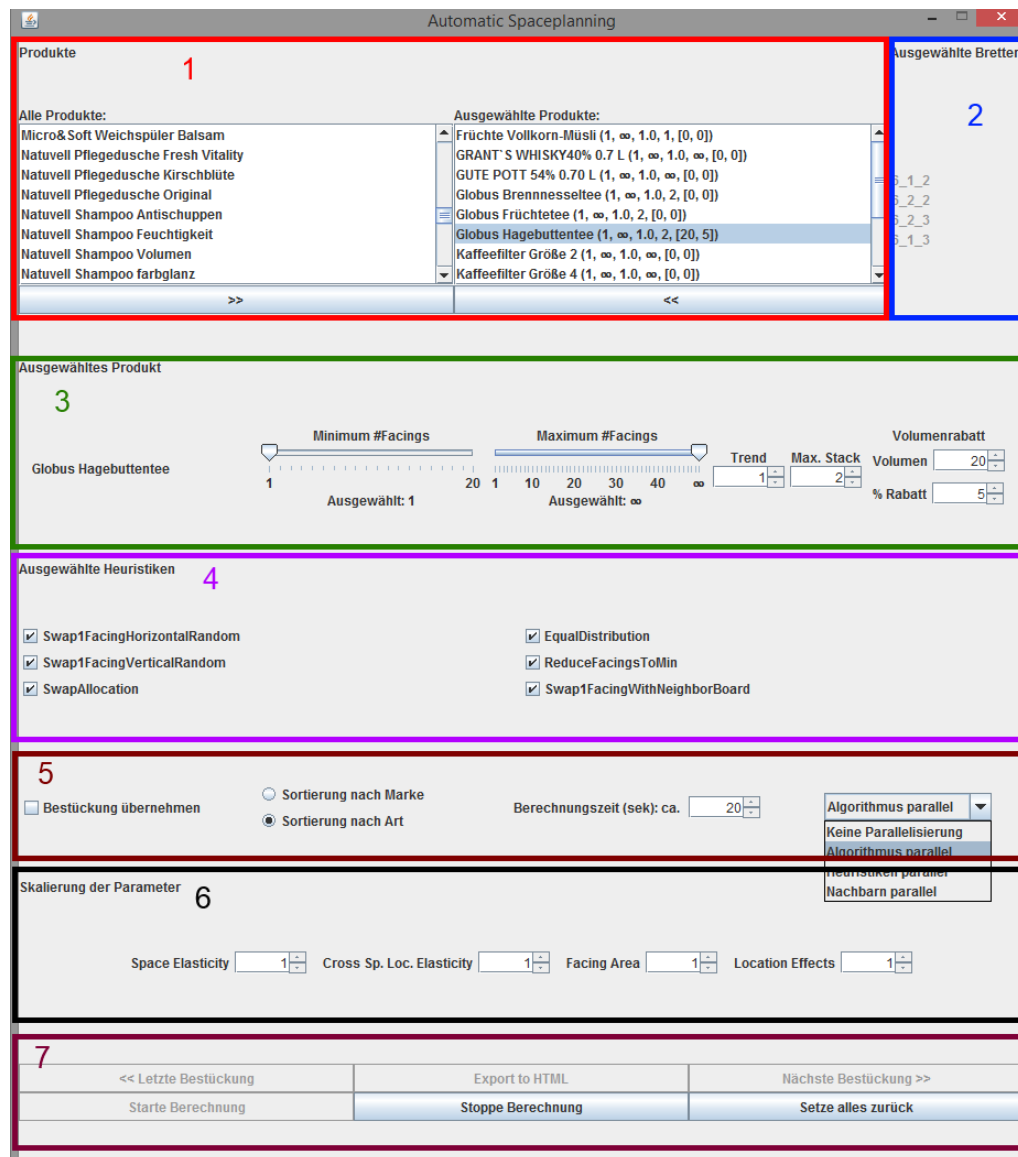 Automatic Spaceplanning
Produkte
1
Ausgewählte Bretter
2
Alle Produkte:
Ausgewählte Produkte:
Micro&Soft Weichspüler Balsam
Natuvell Pflegedusche Fresh Vitality
Natuvell Pflegedusche Kirschblüte
Natuvell Pflegedusche Original
Natuvell Shampoo Antischuppen
Natuvell Shampoo Feuchtigkeit
Natuvell Shampoo Volumen
Natuvell Shampoo farbglanz
>>
Früchte Vollkorn-Müsli (1, ∞, 1.0, 1, [0, 0])
GRANT`S WHISKY40% 0.7 L (1, ∞, 1.0, ∞, [0, 0])
GUTE POTT 54% 0.70 L (1, ∞, 1.0, ∞, [0, 0])
Globus Brennnesseltee (1, ∞, 1.0, 2, [0, 0])
Globus Früchtetee (1, ∞, 1.0, 2, [0, 0])
Globus Hagebuttentee (1, ∞, 1.0, 2, [20, 5])
Kaffeefilter Größe 2 (1, ∞, 1.0, ∞, [0, 0])
Kaffeefilter Größe 4 (1, ∞, 1.0, ∞, [0, 0])
<<
6_1_2
6_2_2
6_2_3
6_1_3
Ausgewähltes Produkt
3
Globus Hagebuttentee
Minimum #Facings
1 20
Ausgewählt: 1
Maximum #Facings
1 10 20 30 40 ∞
Ausgewählt: ∞
Trend
1
Max. Stack
2
Volumenrabatt
Volumen 20
% Rabatt 5
Ausgewählte Heuristiken
4
Swap1FacingHorizontalRandom
Swap1FacingVerticalRandom
SwapAllocation
EqualDistribution
ReduceFacingsToMin
Swap1FacingWithNeighborBoard
5
Bestückung übernehmen
Sortierung nach Marke
Sortierung nach Art
Berechnungszeit (sek): ca. 20
Algorithmus parallel
Keine Parallelisierung
Algorithmus parallel
Heuristiken parallel
Nachbarn parallel
Skalierung der Parameter
6
Space Elasticity 1 Cross Sp. Loc. Elasticity 1 Facing Area 1 Location Effects 1
7
<< Letzte Bestückung Export to HTML Nächste Bestückung >>
Starte Berechnung Stoppe Berechnung Setze alles zurück